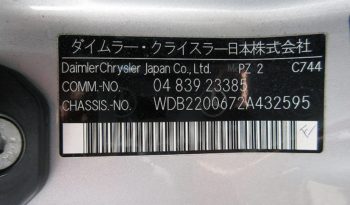 ダイムラー・クライスラー日本株式会社
DaimlerChrysler Japan Co., Ltd. MPZ 2 C744
COMM.-NO. 04 839 23385
CHASSIS.-NO. WDB2200672A432595